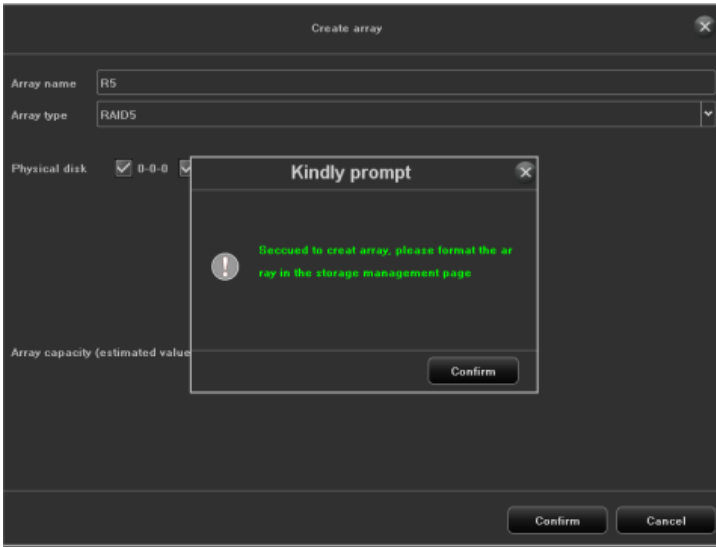 Create array
Array name R5
Array type RAID5
Physical disk 0-0-0
Kindly prompt
Seccued to creat array, please format the ar
ray in the storage management page
Array capacity (estimated value
Confirm
Confirm Cancel